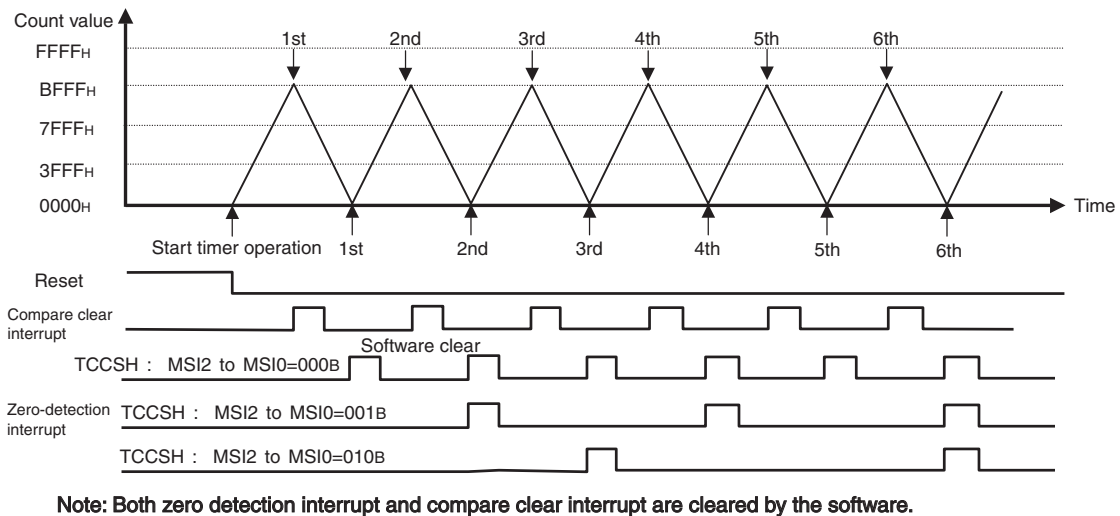 Count value
1st 2nd 3rd 4th 5th 6th
FFFFH
BFFFH
7FFFH
3FFFH
0000H
Time
Start timer operation 1st 2nd 3rd 4th 5th 6th
Reset
Compare clear
interrupt
Software clear
TCCSH : MSI2 to MSI0=000B
Zero-detection
interrupt
TCCSH : MSI2 to MSI0=001B
TCCSH : MSI2 to MSI0=010B
Note: Both zero detection interrupt and compare clear interrupt are cleared by the software.